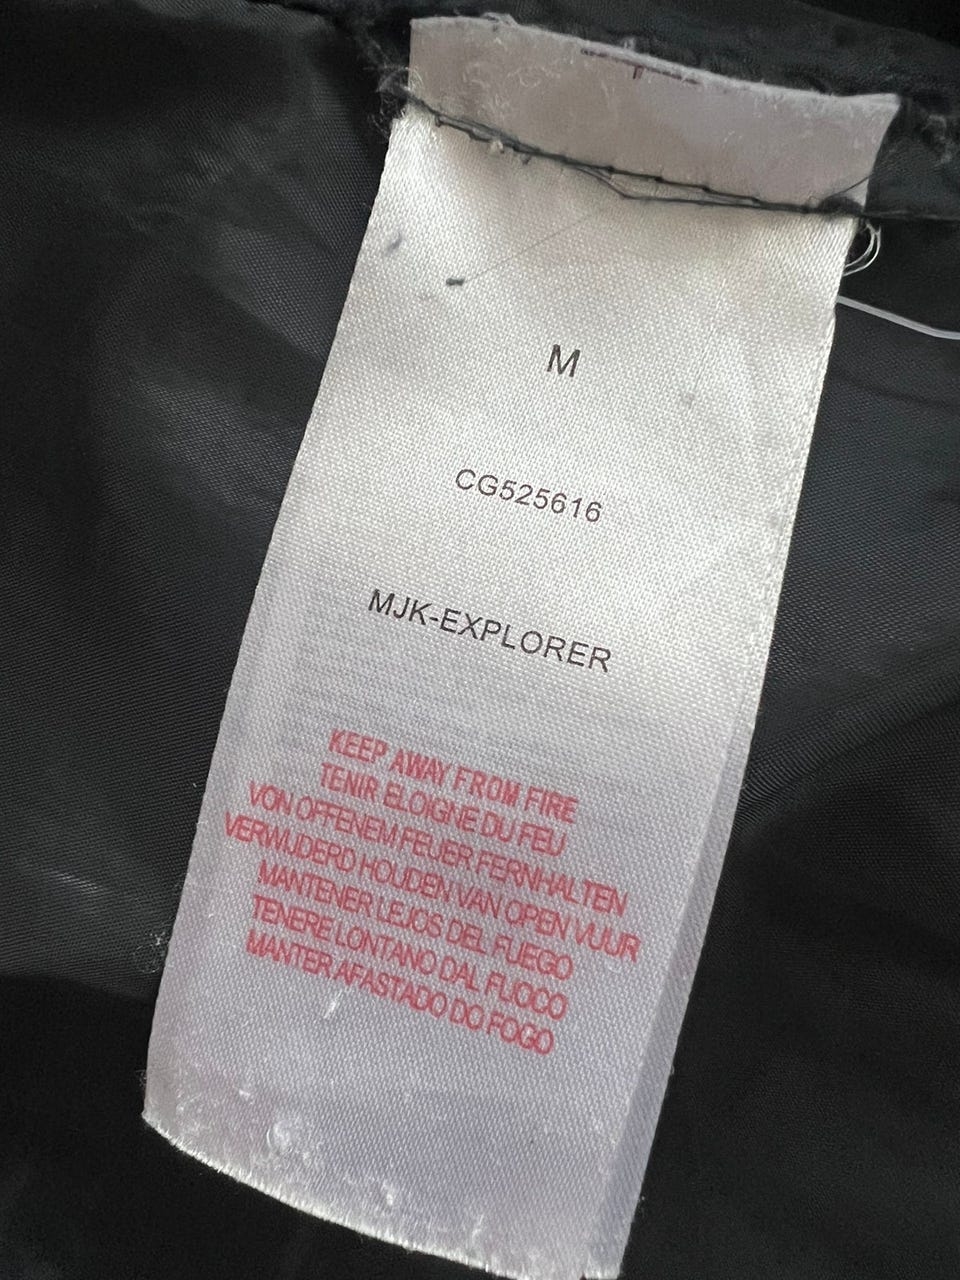 M
CG525616
MJK-EXPLORER
KEEP AWAY FROM FIRE
TENIR ELOIGNE DU FEU
VON OFFENEM FEUER FERNHALTEN
VERWIJDERD HOUDEN VAN OPEN VUUR
MANTENER LEJOS DEL FUEGO
TENERE LONTANO DAL FUOCO
MANTER AFASTADO DO FOGO